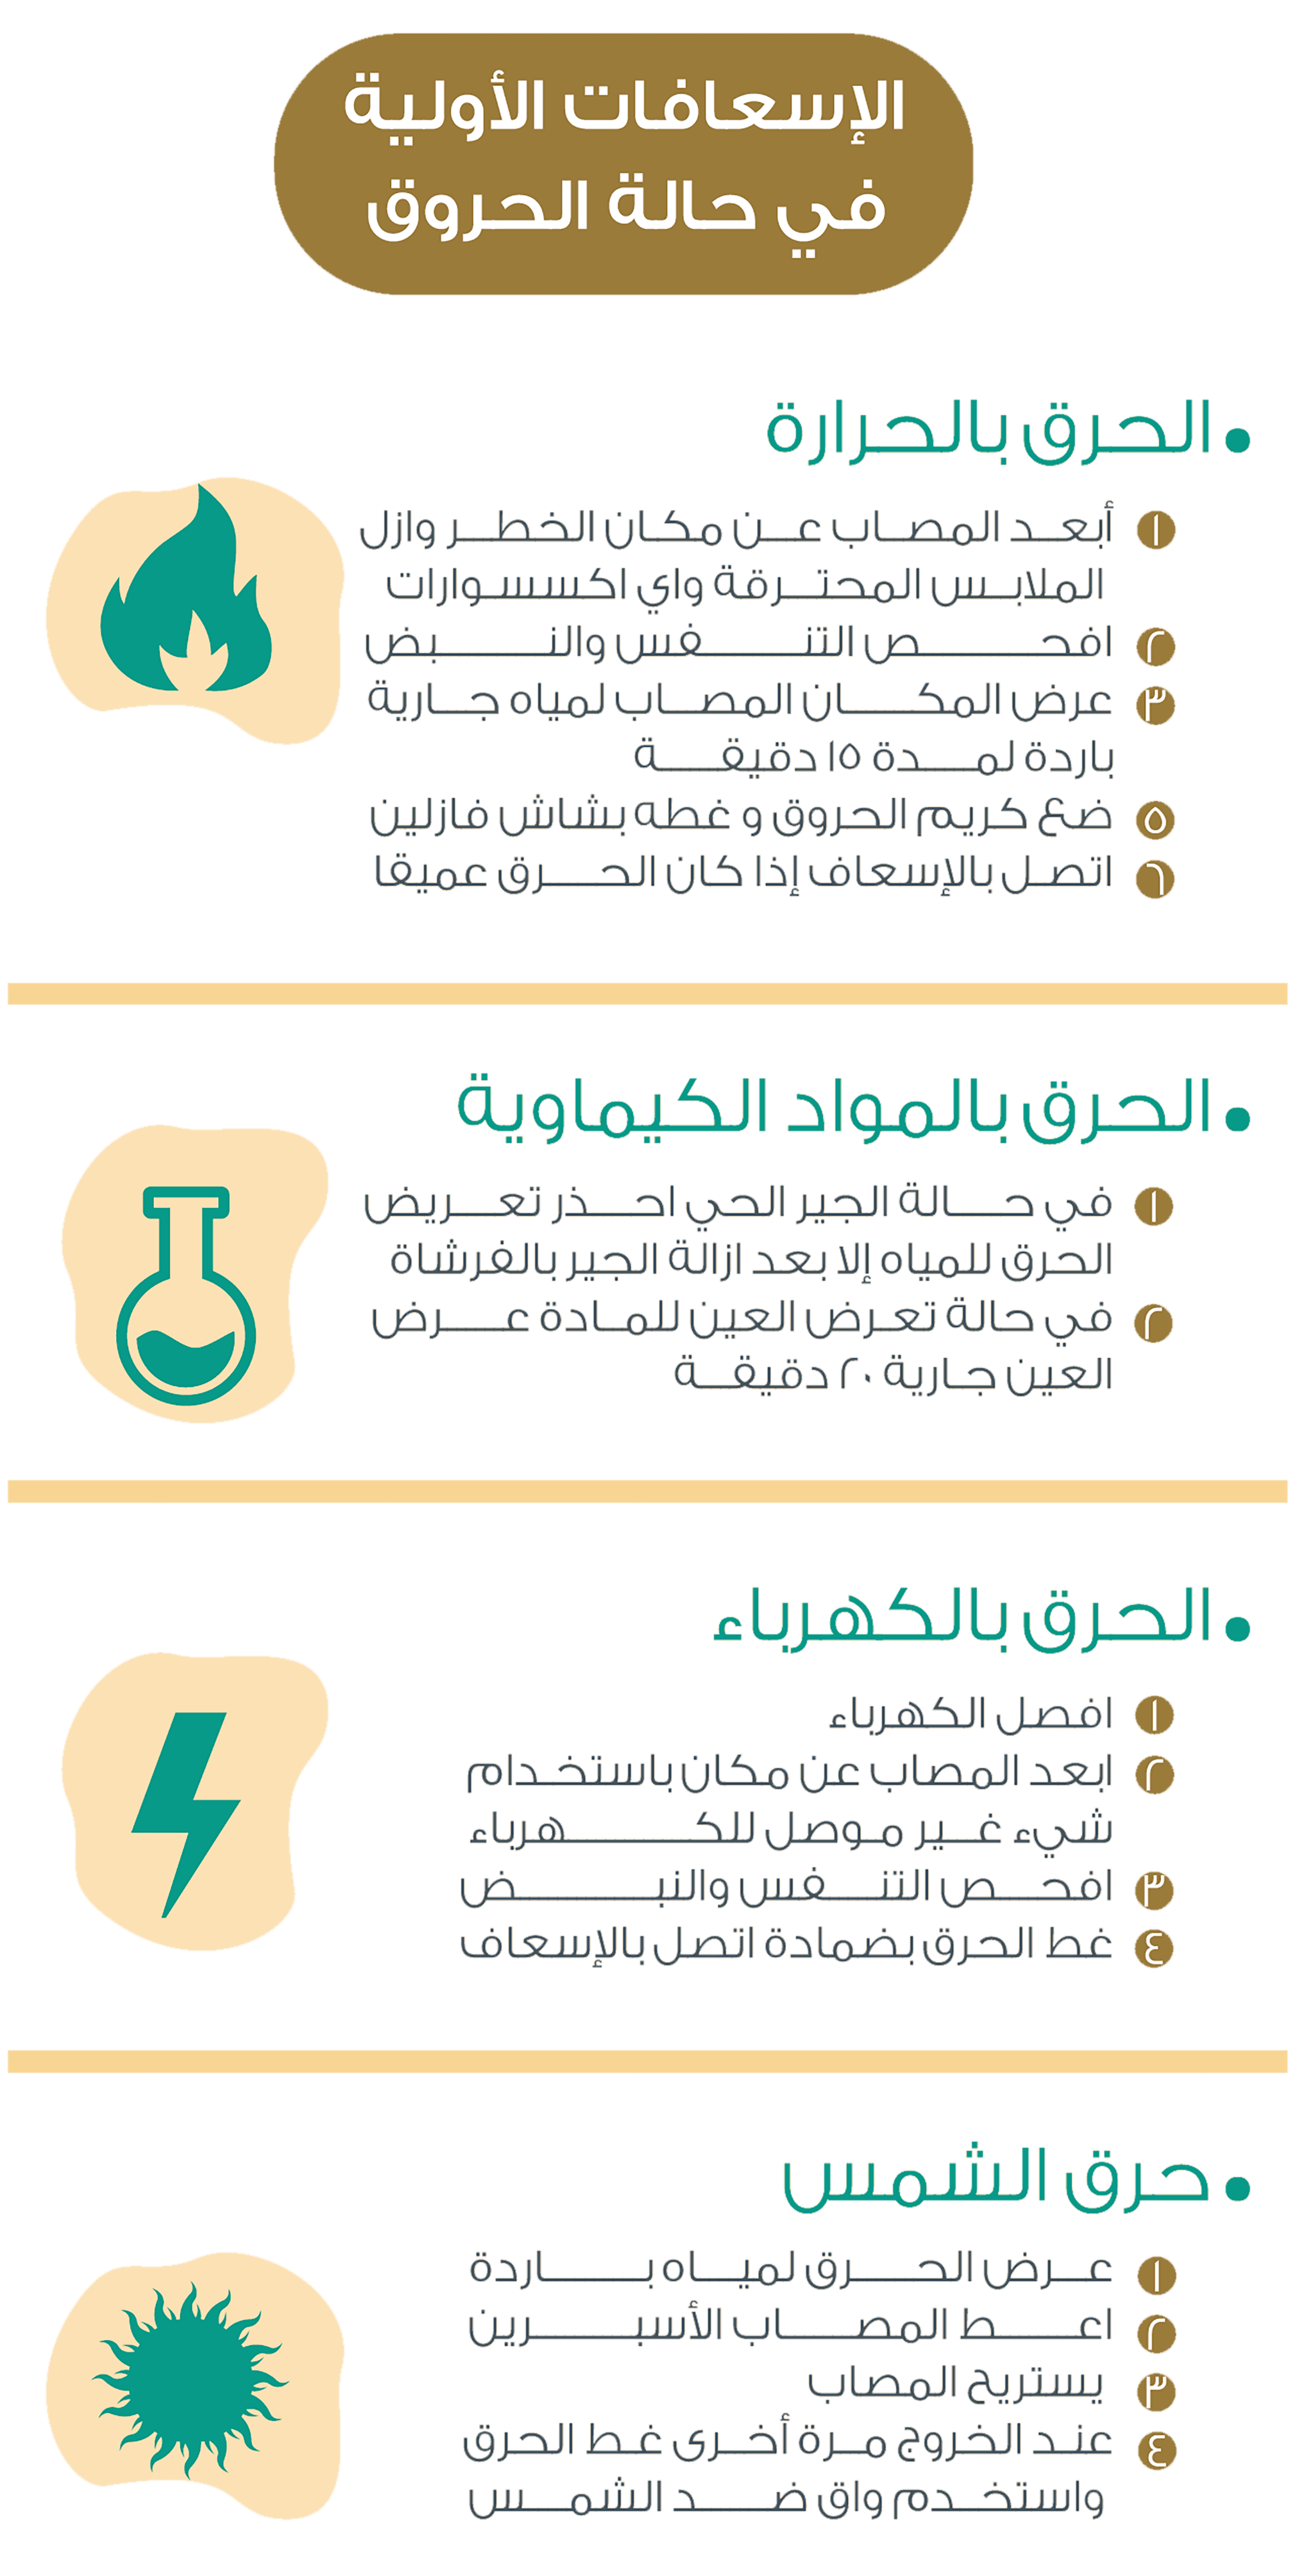 الإسعافات الأولية
في حالة الحروق
• الحرق بالحرارة
١ أبعد المصاب عن مكان الخطر وازل
الملابس المحترقة واي اكسسوارات
٢ افحص التنفس والنبض
٣ عرض المكان المصاب لمياه جارية
باردة لمدة ١٥ دقيقة
٥ ضع كريم الحروق و غطه بشاش فازلين
٦ اتصل بالإسعاف إذا كان الحرق عميقا
• الحرق بالمواد الكيماوية
١ في حالة الجير الحي احذر تعريض
الحرق للمياه إلا بعد ازالة الجير بالفرشاة
٢ في حالة تعرض العين للمادة عرض
العين جارية ٢٠ دقيقة
• الحرق بالكهرباء
١ افصل الكهرباء
٢ ابعد المصاب عن مكان باستخدام
شيء غير موصل للكهرباء
٣ افحص التنفس والنبض
٤ غط الحرق بضمادة اتصل بالإسعاف
• حرق الشمس
١ عرض الحرق لمياه باردة
٢ اعط المصاب الأسبرين
٣ يستريح المصاب
٤ عند الخروج مرة أخرى غط الحرق
واستخدم واق ضد الشمس